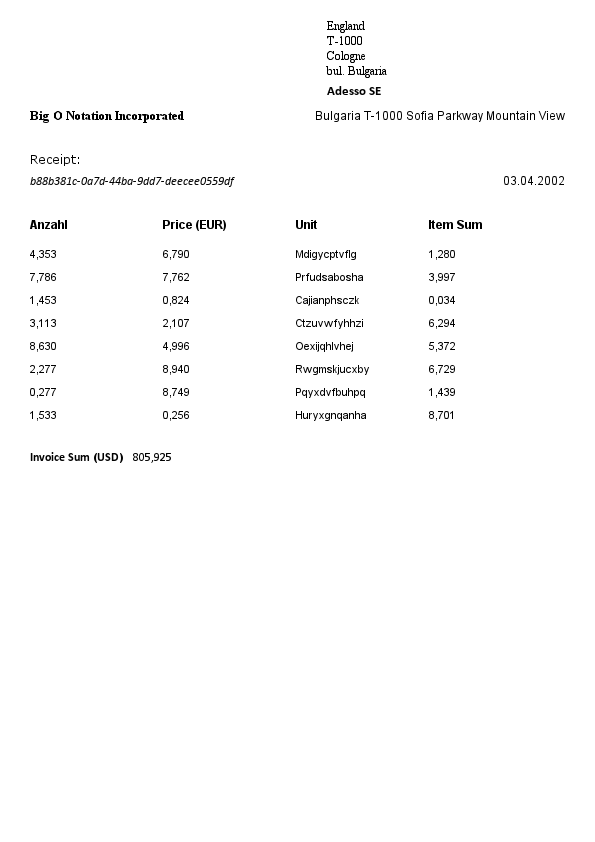 England
T-1000
Cologne
bul. Bulgaria
Adesso SE
Big O Notation Incorporated Bulgaria T-1000 Sofia Parkway Mountain View
Receipt:
b88b381c-0a7d-44ba-9dd7-deecee0559df 03.04.2002
Anzahl Price (EUR) Unit Item Sum
4,353 6,790 Mdigycptvflg 1,280
7,786 7,762 Prfudsabosha 3,997
1,453 0,824 Cajianphsczk 0,034
3,113 2,107 Ctzuvwfyhhzi 6,294
8,630 4,996 Oexijqhlvhej 5,372
2,277 8,940 Rwgmskjucxby 6,729
0,277 8,749 Pqyxdvfbuhpq 1,439
1,533 0,256 Huryxgnqanha 8,701
Invoice Sum (USD) 805,925